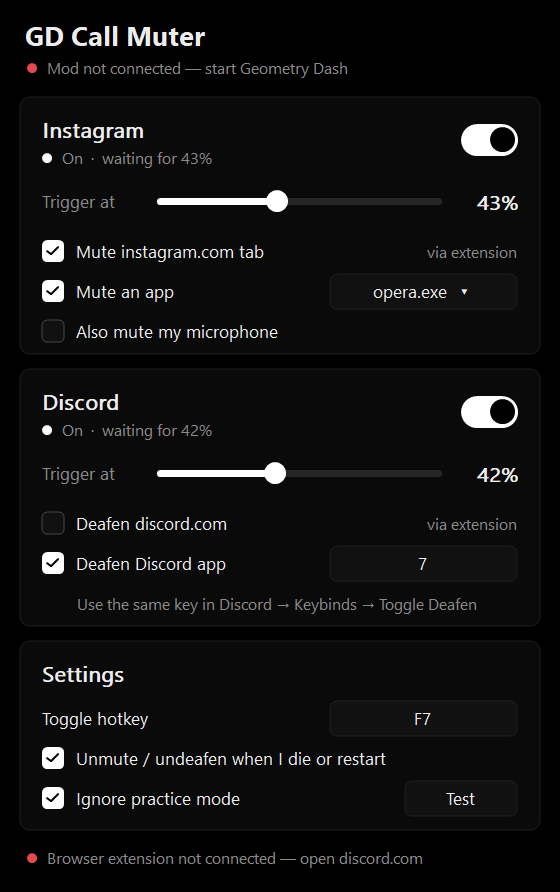 GD Call Muter
Mod not connected — start Geometry Dash
Instagram
On · waiting for 43%
Trigger at 43%
Mute instagram.com tab via extension
Mute an app opera.exe ▼
Also mute my microphone
Discord
On · waiting for 42%
Trigger at 42%
Deafen discord.com via extension
Deafen Discord app 7
Use the same key in Discord → Keybinds → Toggle Deafen
Settings
Toggle hotkey F7
Unmute / undeafen when I die or restart
Ignore practice mode Test
Browser extension not connected — open discord.com